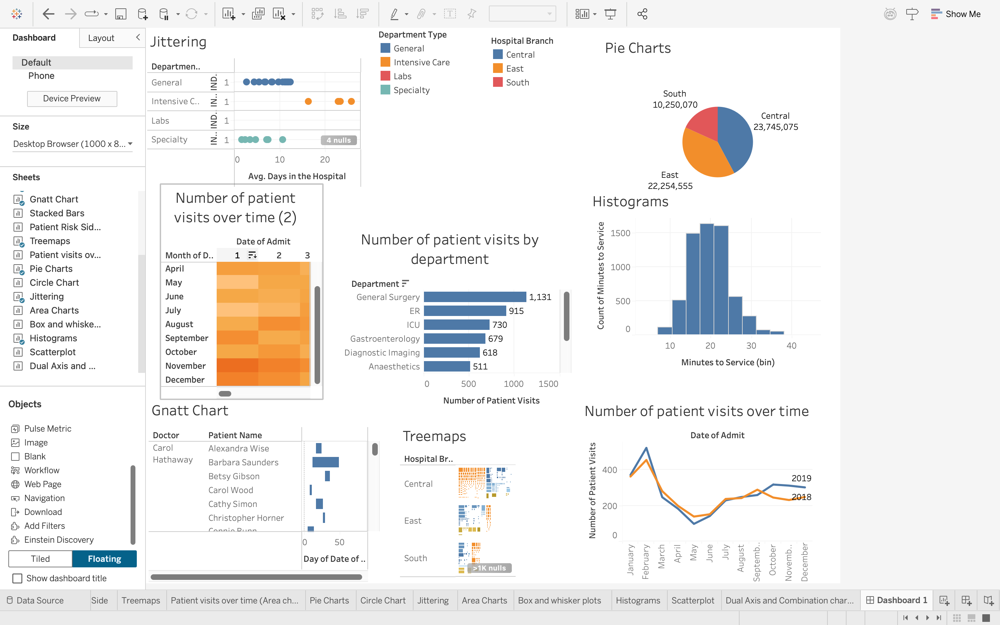 Show Me
Dashboard
Layout
Default
Phone
Device Preview
Size
Desktop Browser (1000 x 8...
Sheets
Gnatt Chart
Stacked Bars
Patient Risk Sid...
Treemaps
Patient visits ov...
Pie Charts
Circle Chart
Jittering
Area Charts
Box and whiske...
Histograms
Scatterplot
Dual Axis and ...
Objects
Pulse Metric
Image
Blank
Workflow
Web Page
Navigation
Download
Add Filters
Einstein Discovery
Tiled
Floating
Show dashboard title
Jittering
Departmen..
General IND.. 1
Intensive C.. IN.. 1
Labs IND.. 1
Specialty IN.. 1
4 nulls
0 10 20
Avg. Days in the Hospital
Department Type
General
Intensive Care
Labs
Specialty
Hospital Branch
Central
East
South
Pie Charts
South
10,250,070
Central
23,745,075
East
22,254,555
Number of patient
visits over time (2)
Date of Admit
Month of D.. 1 2 3
April
May
June
July
August
September
October
November
December
Number of patient visits by
department
Department
General Surgery 1,131
ER 915
ICU 730
Gastroenterology 679
Diagnostic Imaging 618
Anaesthetics 511
0 500 1000 1500
Number of Patient Visits
Histograms
Count of Minutes to Service
1500
1000
500
0
10 20 30 40
Minutes to Service (bin)
Gnatt Chart
Doctor Patient Name
Carol
Hathaway
Alexandra Wise
Barbara Saunders
Betsy Gibson
Carol Wood
Cathy Simon
Christopher Horner
0 50
Day of Date of ..
Treemaps
Hospital Br..
Central
East
South
>1K nulls
Number of patient visits over time
Date of Admit
Number of Patient Visits
400
200
0
2019
2018
January
February
March
April
May
June
July
August
Septemb..
October
Novemb..
December
Data Source
Side
Treemaps
Patient visits over time (Area ch...
Pie Charts
Circle Chart
Jittering
Area Charts
Box and whisker plots
Histograms
Scatterplot
Dual Axis and Combination char...
Dashboard 1